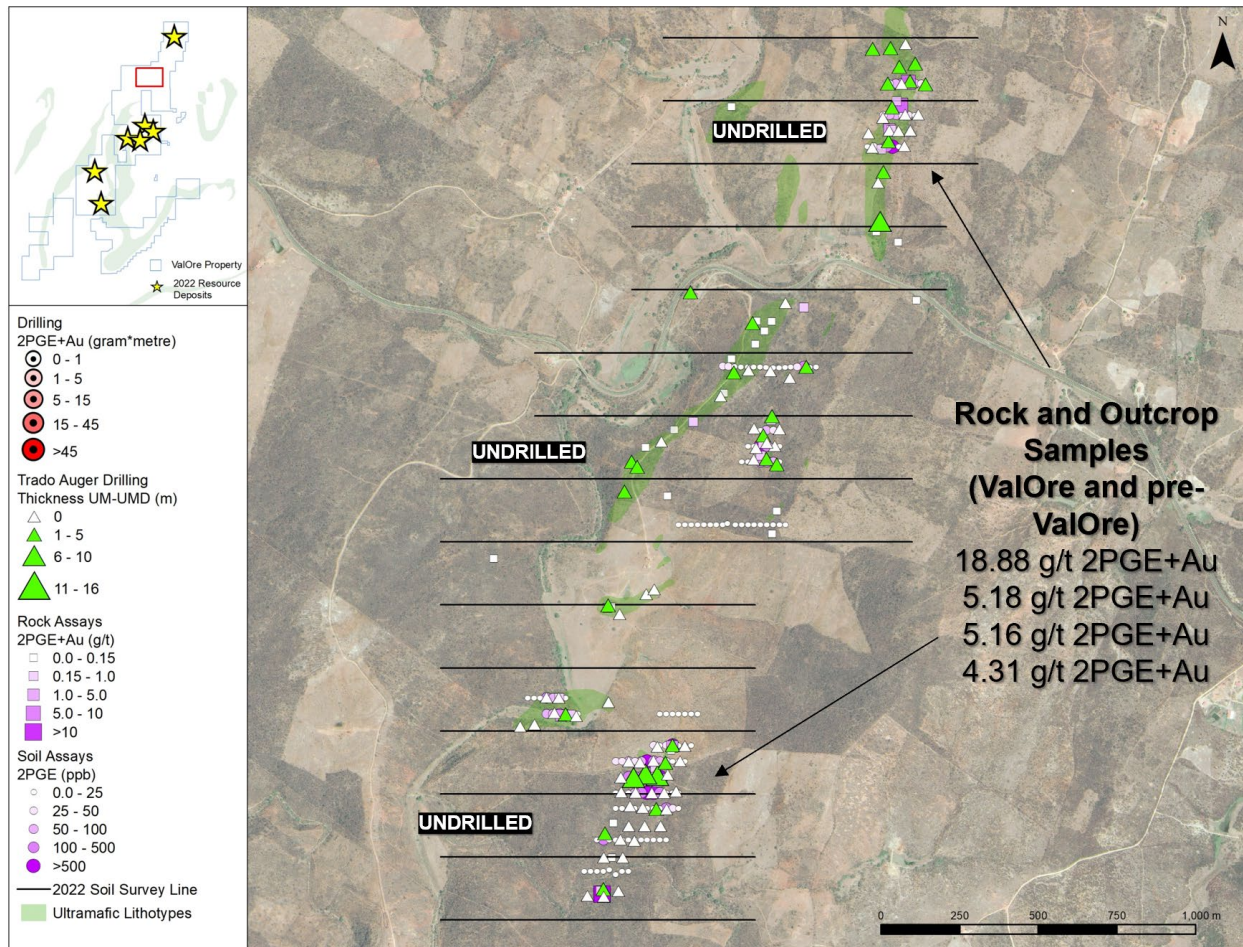 ValOre Property
2022 Resource
Deposits
Drilling
2PGE+Au (gram*metre)
0 - 1
1 - 5
5 - 15
15 - 45
>45
Trado Auger Drilling
Thickness UM-UMD (m)
0
1 - 5
6 - 10
11 - 16
Rock Assays
2PGE+Au (g/t)
0.0 - 0.15
0.15 - 1.0
1.0 - 5.0
5.0 - 10
>10
Soil Assays
2PGE (ppb)
0.0 - 25
25 - 50
50 - 100
100 - 500
>500
2022 Soil Survey Line
Ultramafic Lithotypes
N
UNDRILLED
UNDRILLED
UNDRILLED
Rock and Outcrop
Samples
(ValOre and pre-
ValOre)
18.88 g/t 2PGE+Au
5.18 g/t 2PGE+Au
5.16 g/t 2PGE+Au
4.31 g/t 2PGE+Au
0 250 500 750 1,000 m